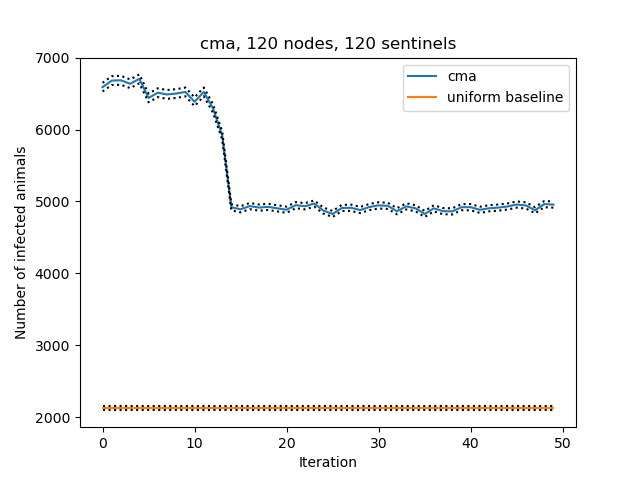 cma, 120 nodes, 120 sentinels
7000
6000
5000
4000
3000
2000
Number of infected animals
cma
uniform baseline
0 10 20 30 40 50
Iteration